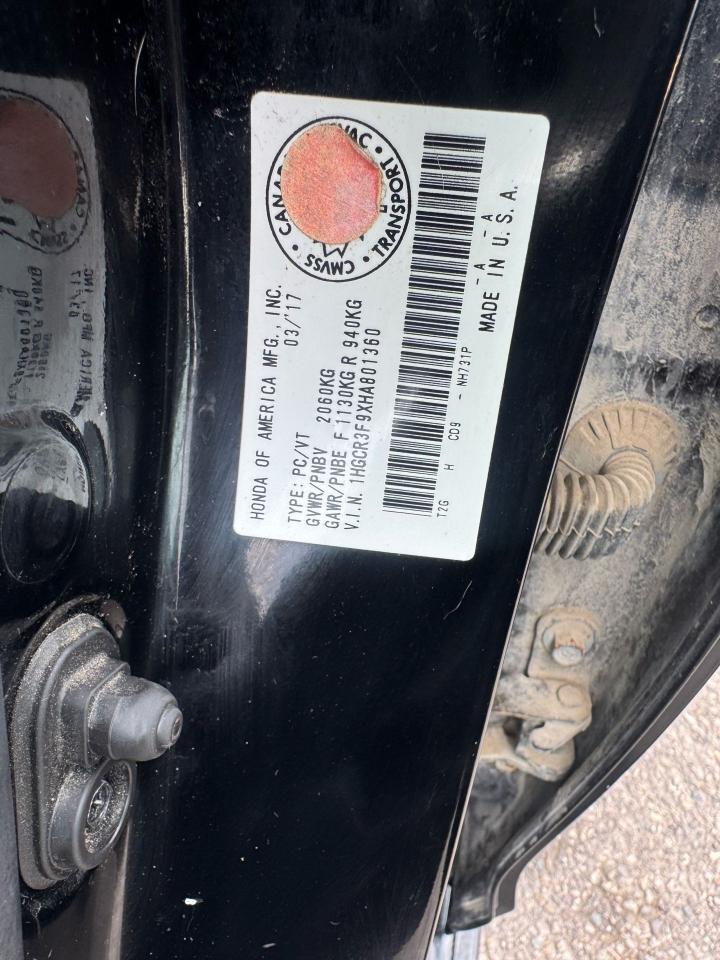 HONDA OF AMERICA MFG., INC.
03/'17
TYPE: PC/VT
GVWR/PNBV 2060KG
GAWR/PNBE F 1130KG R 940KG
V.I.N. 1HGCR3F9XHA801360
CMVSS • TRANSPORT •
T2G H CD9 - NH731P
A A
MADE IN U.S.A.